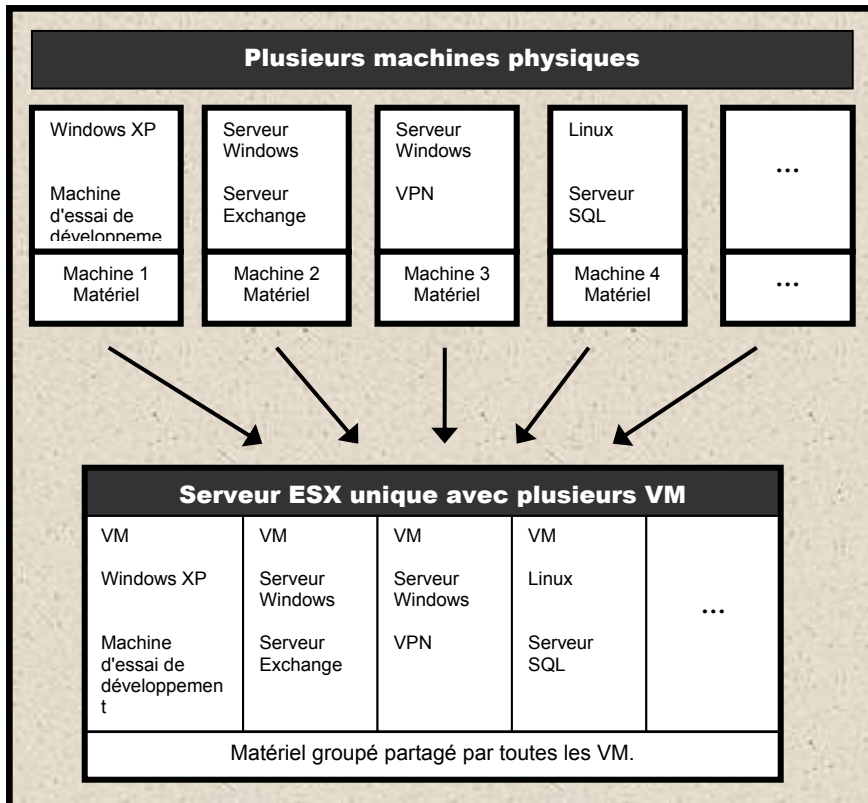 Plusieurs machines physiques
Windows XP
Machine
d'essai de
développeme
Machine 1
Matériel
Serveur
Windows
Serveur
Exchange
Machine 2
Matériel
Serveur
Windows
VPN
Machine 3
Matériel
Linux
Serveur
SQL
Machine 4
Matériel
...
...
Serveur ESX unique avec plusieurs VM
VM
Windows XP
Machine
d'essai de
développemen
t
VM
Serveur
Windows
Serveur
Exchange
VM
Serveur
Windows
VPN
VM
Linux
Serveur
SQL
...
Matériel groupé partagé par toutes les VM.